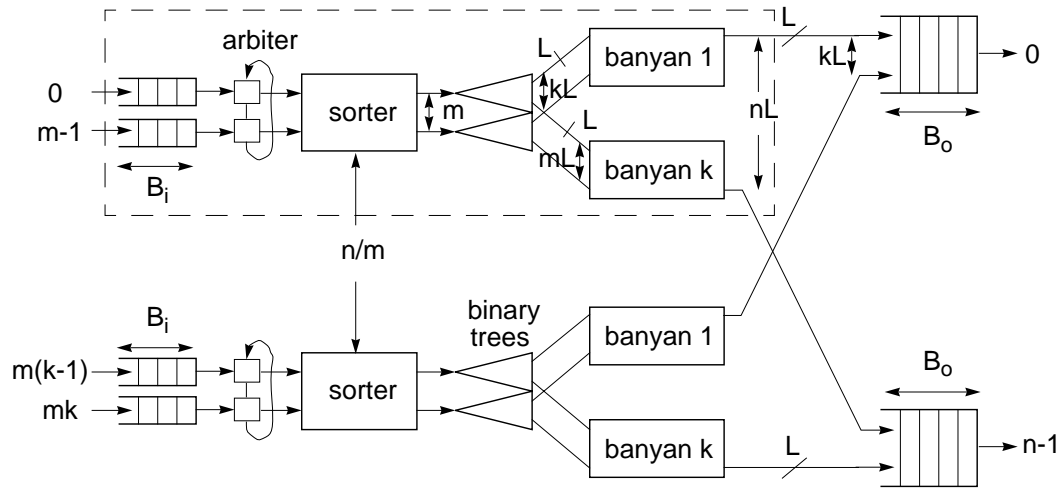 arbiter
0
m-1
B_i
sorter
m
L
kL
L
mL
banyan 1
banyan k
nL
L
kL
0
B_o
n/m
binary
trees
B_i
m(k-1)
mk
sorter
banyan 1
banyan k
L
B_o
n-1